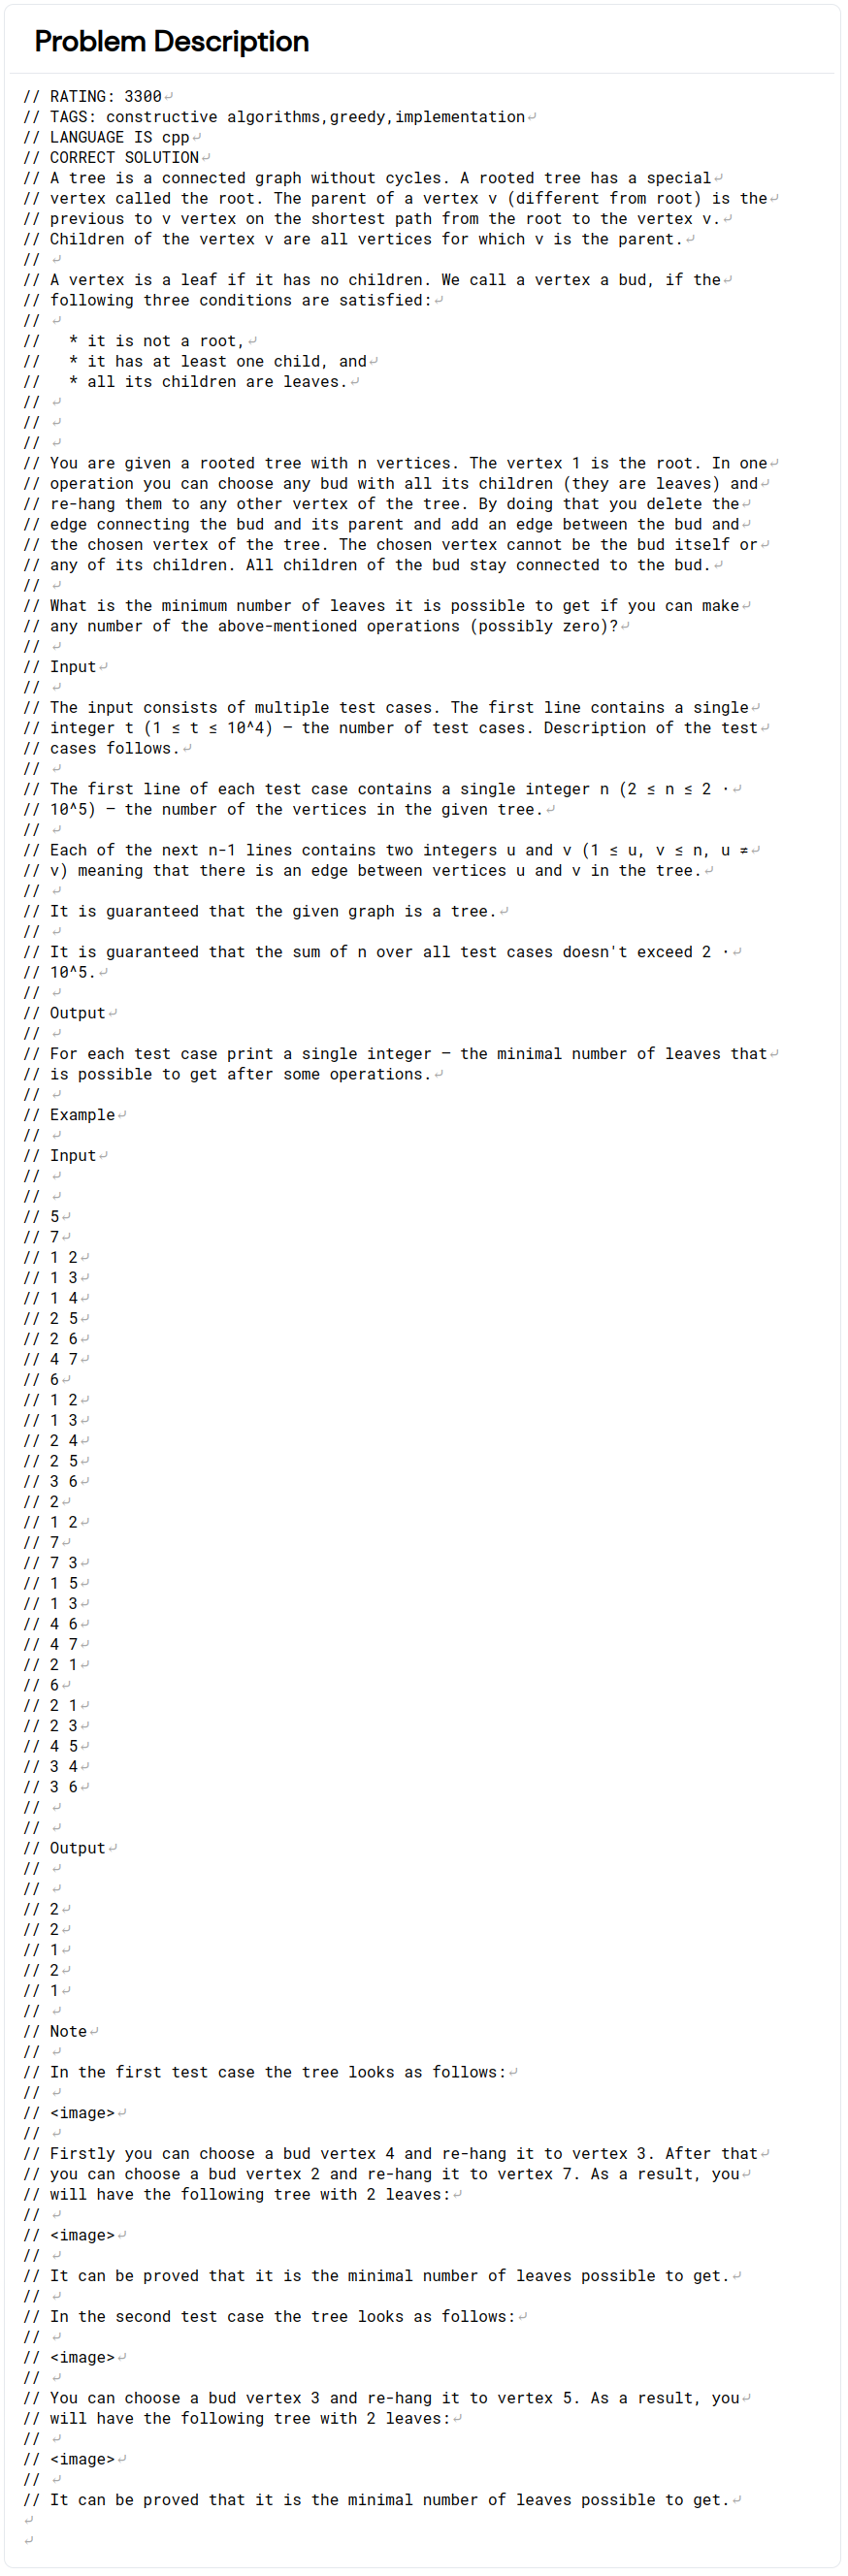 Problem Description
// RATING: 3300↵
// TAGS: constructive algorithms,greedy,implementation↵
// LANGUAGE IS cpp↵
// CORRECT SOLUTION↵
// A tree is a connected graph without cycles. A rooted tree has a special↵
// vertex called the root. The parent of a vertex v (different from root) is the↵
// previous to v vertex on the shortest path from the root to the vertex v.↵
// Children of the vertex v are all vertices for which v is the parent.↵
// ↵
// A vertex is a leaf if it has no children. We call a vertex a bud, if the↵
// following three conditions are satisfied:↵
// ↵
//   * it is not a root,↵
//   * it has at least one child, and↵
//   * all its children are leaves.↵
// ↵
// ↵
// ↵
// You are given a rooted tree with n vertices. The vertex 1 is the root. In one↵
// operation you can choose any bud with all its children (they are leaves) and↵
// re-hang them to any other vertex of the tree. By doing that you delete the↵
// edge connecting the bud and its parent and add an edge between the bud and↵
// the chosen vertex of the tree. The chosen vertex cannot be the bud itself or↵
// any of its children. All children of the bud stay connected to the bud.↵
// ↵
// What is the minimum number of leaves it is possible to get if you can make↵
// any number of the above-mentioned operations (possibly zero)?↵
// ↵
// Input↵
// ↵
// The input consists of multiple test cases. The first line contains a single↵
// integer t (1 ≤ t ≤ 10^4) — the number of test cases. Description of the test↵
// cases follows.↵
// ↵
// The first line of each test case contains a single integer n (2 ≤ n ≤ 2 ⋅↵
// 10^5) — the number of the vertices in the given tree.↵
// ↵
// Each of the next n-1 lines contains two integers u and v (1 ≤ u, v ≤ n, u ≠↵
// v) meaning that there is an edge between vertices u and v in the tree.↵
// ↵
// It is guaranteed that the given graph is a tree.↵
// ↵
// It is guaranteed that the sum of n over all test cases doesn't exceed 2 ⋅↵
// 10^5.↵
// ↵
// Output↵
// ↵
// For each test case print a single integer — the minimal number of leaves that↵
// is possible to get after some operations.↵
// ↵
// Example↵
// ↵
// Input↵
// ↵
// ↵
// 5↵
// 7↵
// 1 2↵
// 1 3↵
// 1 4↵
// 2 5↵
// 2 6↵
// 4 7↵
// 6↵
// 1 2↵
// 1 3↵
// 2 4↵
// 2 5↵
// 3 6↵
// 2↵
// 1 2↵
// 7↵
// 7 3↵
// 1 5↵
// 1 3↵
// 4 6↵
// 4 7↵
// 2 1↵
// 6↵
// 2 1↵
// 2 3↵
// 4 5↵
// 3 4↵
// 3 6↵
// ↵
// ↵
// Output↵
// ↵
// ↵
// 2↵
// 2↵
// 1↵
// 2↵
// 1↵
// ↵
// Note↵
// ↵
// In the first test case the tree looks as follows:↵
// ↵
// <image>↵
// ↵
// Firstly you can choose a bud vertex 4 and re-hang it to vertex 3. After that↵
// you can choose a bud vertex 2 and re-hang it to vertex 7. As a result, you↵
// will have the following tree with 2 leaves:↵
// ↵
// <image>↵
// ↵
// It can be proved that it is the minimal number of leaves possible to get.↵
// ↵
// In the second test case the tree looks as follows:↵
// ↵
// <image>↵
// ↵
// You can choose a bud vertex 3 and re-hang it to vertex 5. As a result, you↵
// will have the following tree with 2 leaves:↵
// ↵
// <image>↵
// ↵
// It can be proved that it is the minimal number of leaves possible to get.↵
↵
↵